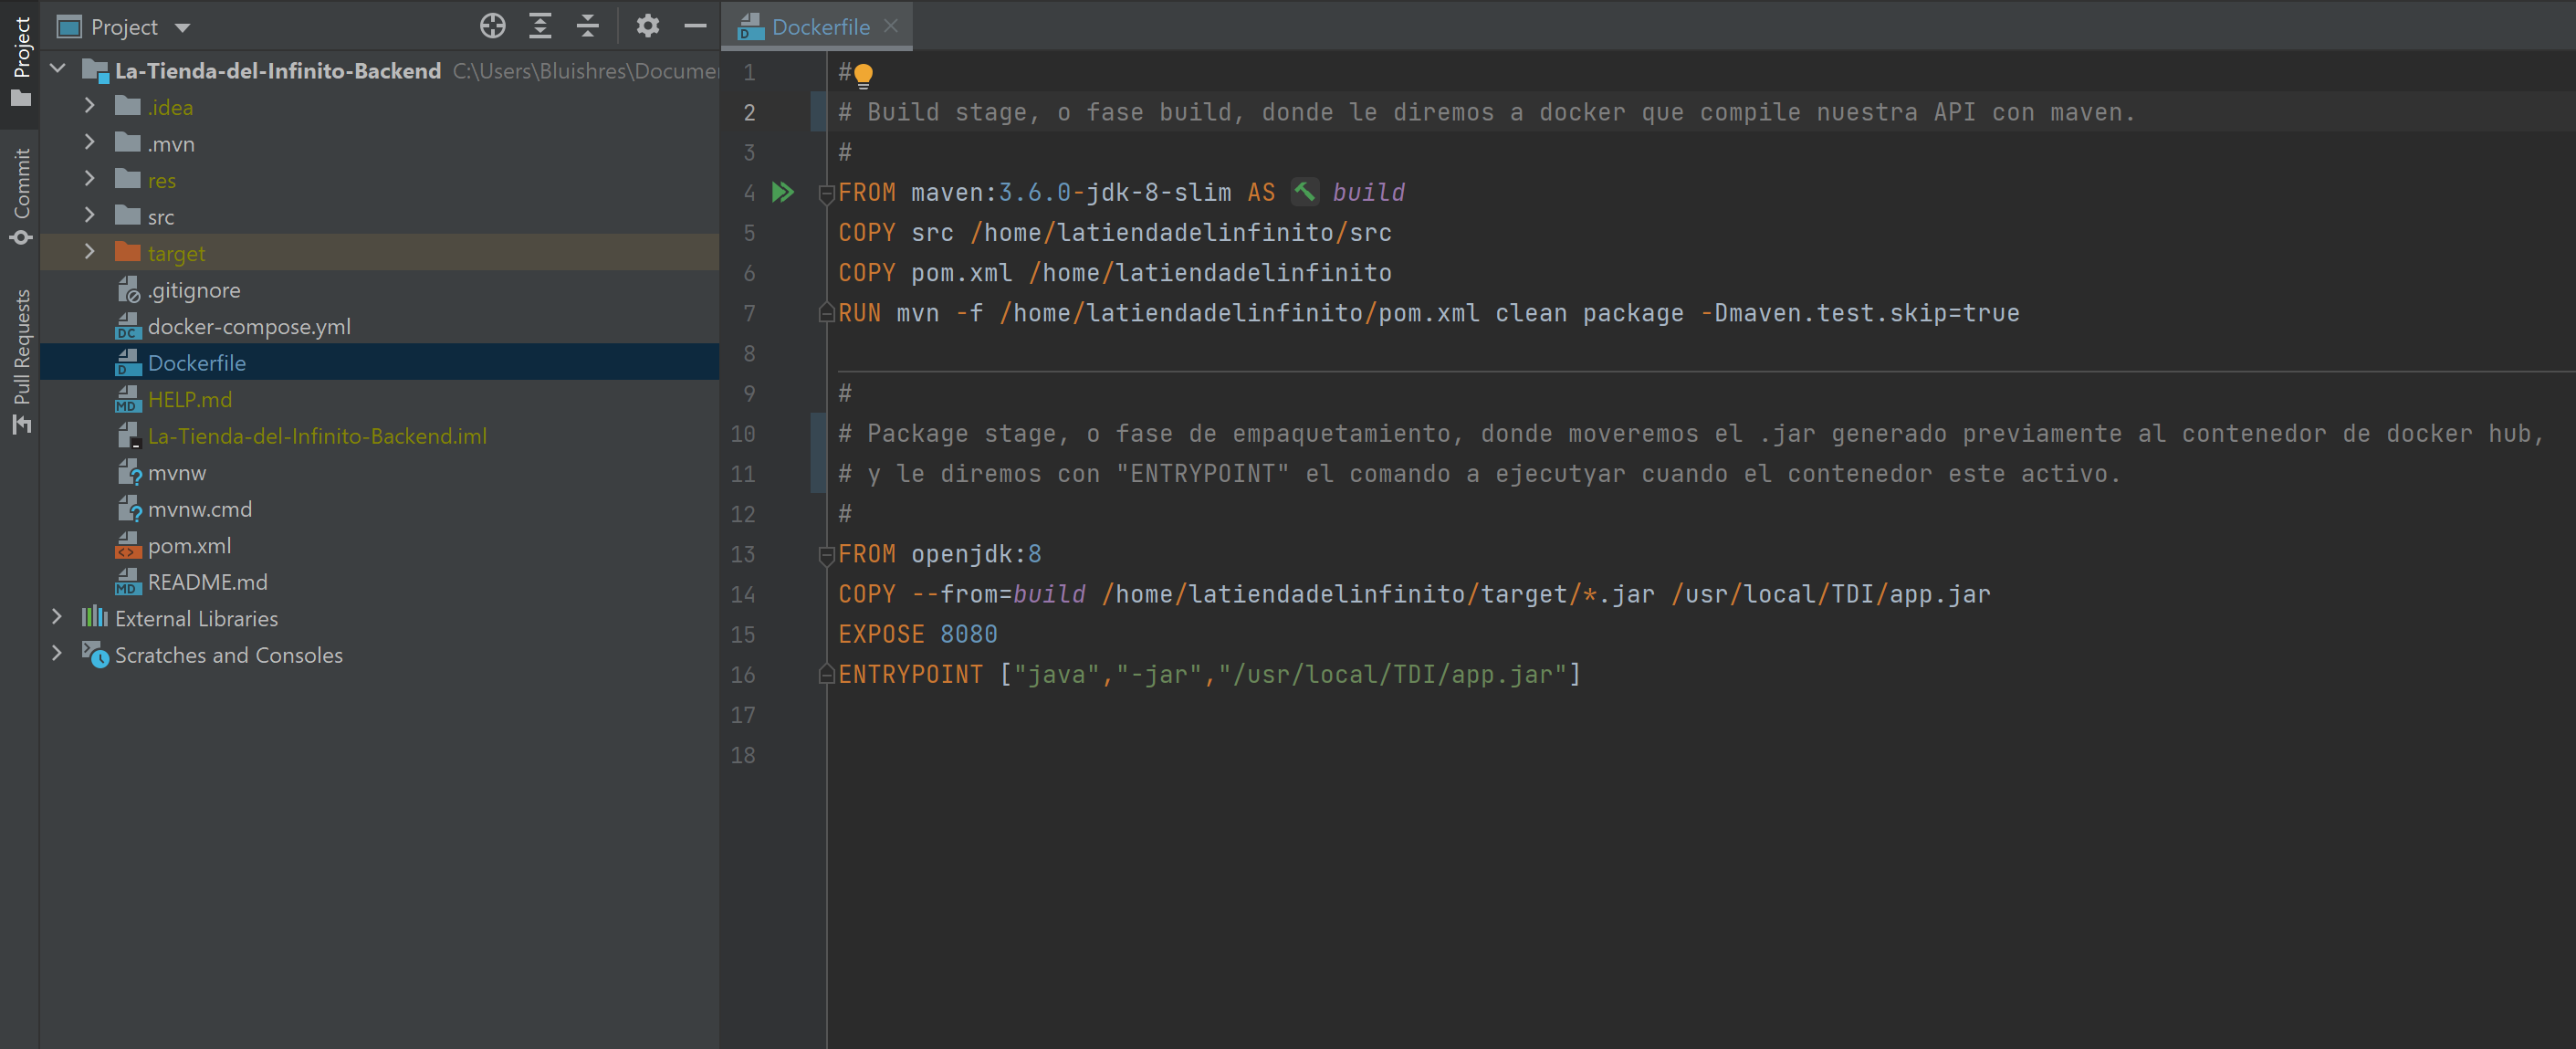 Project
Commit
Pull Requests
Project
La-Tienda-del-Infinito-Backend C:\Users\Bluishres\Documen
.idea
.mvn
res
src
target
.gitignore
docker-compose.yml
Dockerfile
HELP.md
La-Tienda-del-Infinito-Backend.iml
mvnw
mvnw.cmd
pom.xml
README.md
External Libraries
Scratches and Consoles
Dockerfile
1 #
2 # Build stage, o fase build, donde le diremos a docker que compile nuestra API con maven.
3 #
4 FROM maven:3.6.0-jdk-8-slim AS build
5 COPY src /home/latiendadelinfinito/src
6 COPY pom.xml /home/latiendadelinfinito
7 RUN mvn -f /home/latiendadelinfinito/pom.xml clean package -Dmaven.test.skip=true
8
9 #
10 # Package stage, o fase de empaquetamiento, donde moveremos el .jar generado previamente al contenedor de docker hub,
11 # y le diremos con "ENTRYPOINT" el comando a ejecutyar cuando el contenedor este activo.
12 #
13 FROM openjdk:8
14 COPY --from=build /home/latiendadelinfinito/target/*.jar /usr/local/TDI/app.jar
15 EXPOSE 8080
16 ENTRYPOINT ["java","-jar","/usr/local/TDI/app.jar"]
17
18